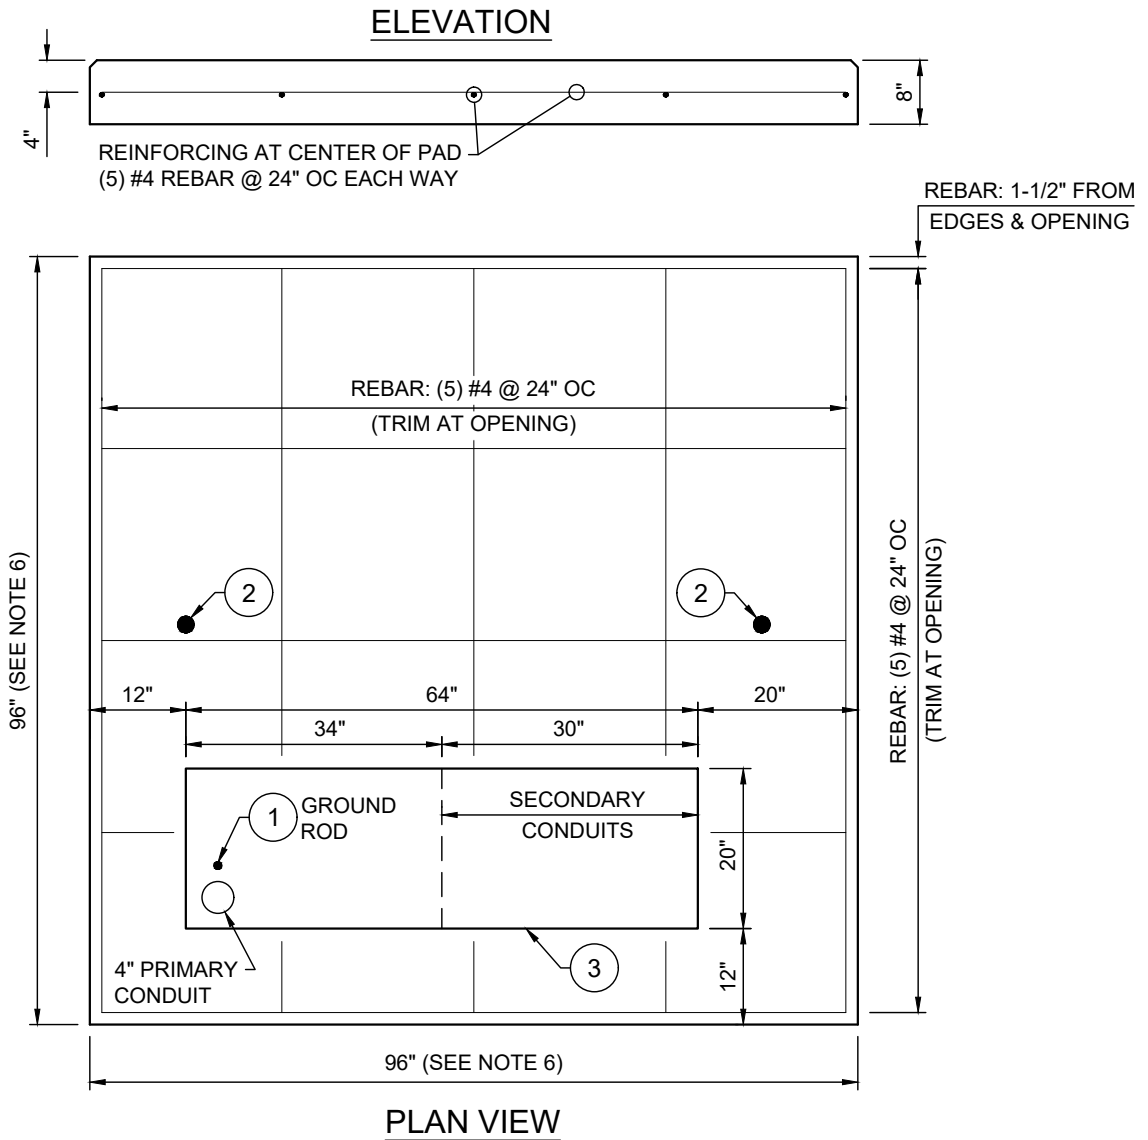 ELEVATION
4"
8"
REINFORCING AT CENTER OF PAD
(5) #4 REBAR @ 24" OC EACH WAY
REBAR: 1-1/2" FROM
EDGES & OPENING
REBAR: (5) #4 @ 24" OC
(TRIM AT OPENING)
96" (SEE NOTE 6)
2
2
REBAR: (5) #4 @ 24" OC
(TRIM AT OPENING)
12"
64"
20"
34"
30"
1
GROUND
ROD
SECONDARY
CONDUITS
20"
4" PRIMARY
CONDUIT
3
12"
96" (SEE NOTE 6)
PLAN VIEW